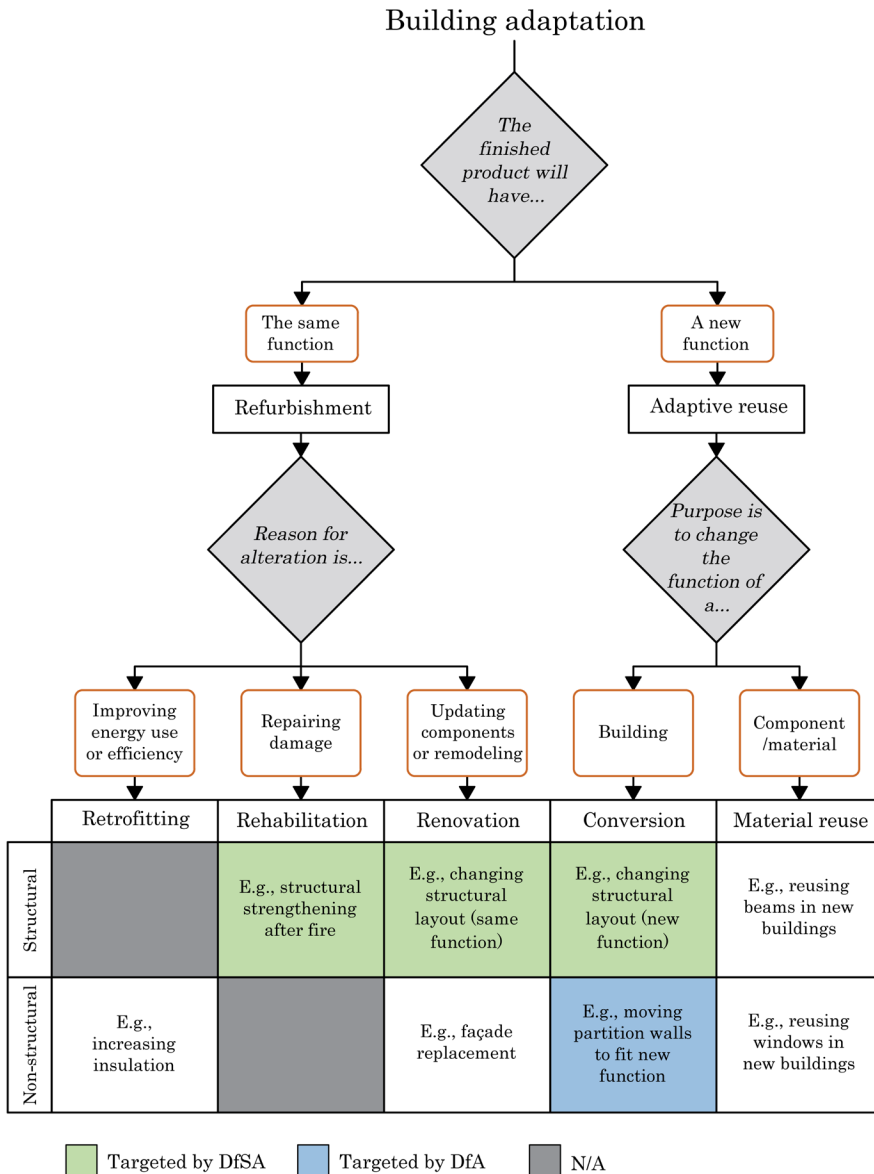 Building adaptation
The
finished
product will
have...
The same
function
A new
function
Refurbishment
Adaptive reuse
Reason for
alteration is...
Purpose is
to change
the
function of
a...
Improving
energy use
or efficiency
Repairing
damage
Updating
components
or remodeling
Building
Component
/material
Retrofitting
Rehabilitation
Renovation
Conversion
Material reuse
Structural
E.g., structural
strengthening
after fire
E.g., changing
structural
layout (same
function)
E.g., changing
structural
layout (new
function)
E.g., reusing
beams in new
buildings
Non-structural
E.g.,
increasing
insulation
E.g., façade
replacement
E.g., moving
partition walls
to fit new
function
E.g., reusing
windows in
new buildings
Targeted by DfSA
Targeted by DfA
N/A